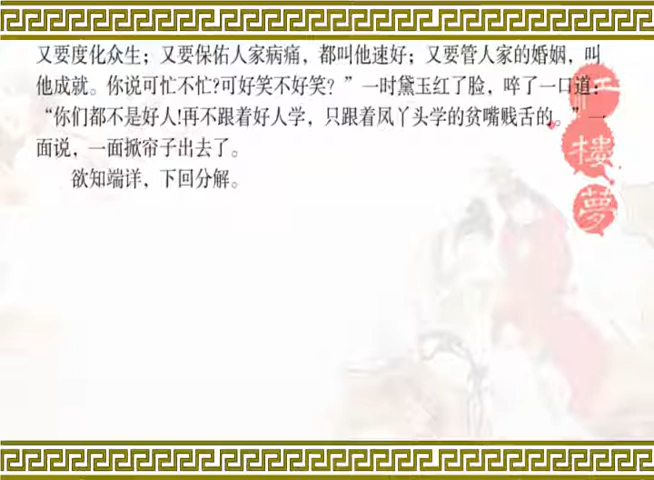 又要度化众生；又要保佑人家病痛，都叫他速好；又要管人家的婚姻，叫
他成就。你说可忙不忙?可好笑不好笑？”一时黛玉红了脸，啐了一口道：
“你们都不是好人!再不跟着好人学，只跟着凤丫头学的贫嘴贱舌的。”一
面说，一面掀帘子出去了。
欲知端详，下回分解。
红
楼
夢